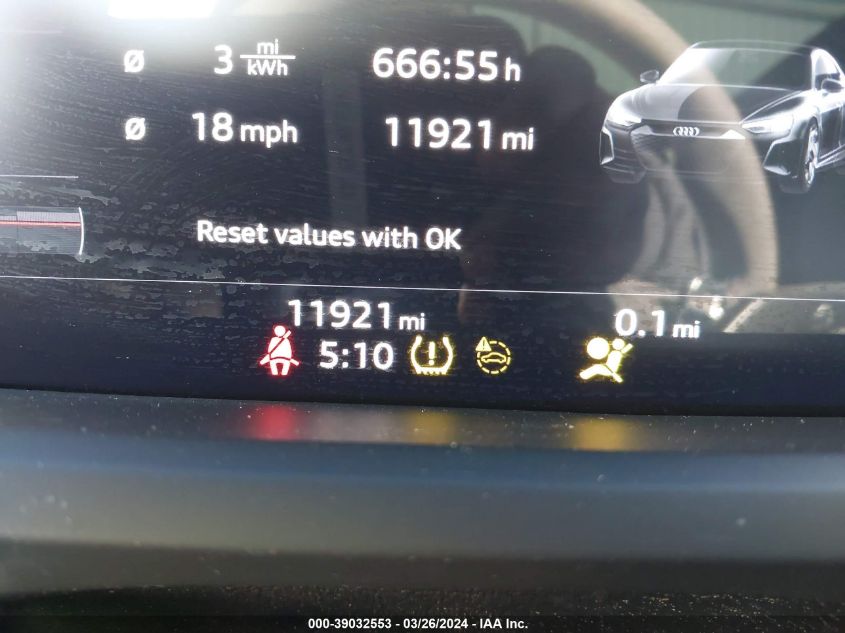 ø 3 mi/kWh 666:55 h
ø 18 mph 11921 mi
Reset values with OK
11921 mi 0.1 mi
5:10
000-39032553 - 03/26/2024 - IAA Inc.